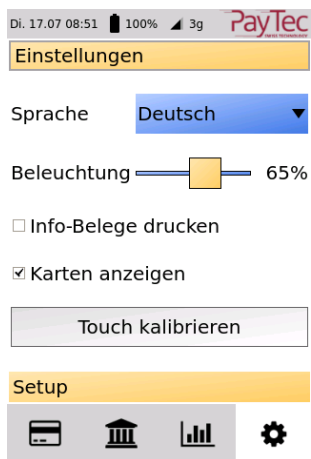 Di. 17.07 08:51 100% 3g PayTec
Einstellungen
Sprache Deutsch
Beleuchtung 65%
Info-Belege drucken
Karten anzeigen
Touch kalibrieren
Setup